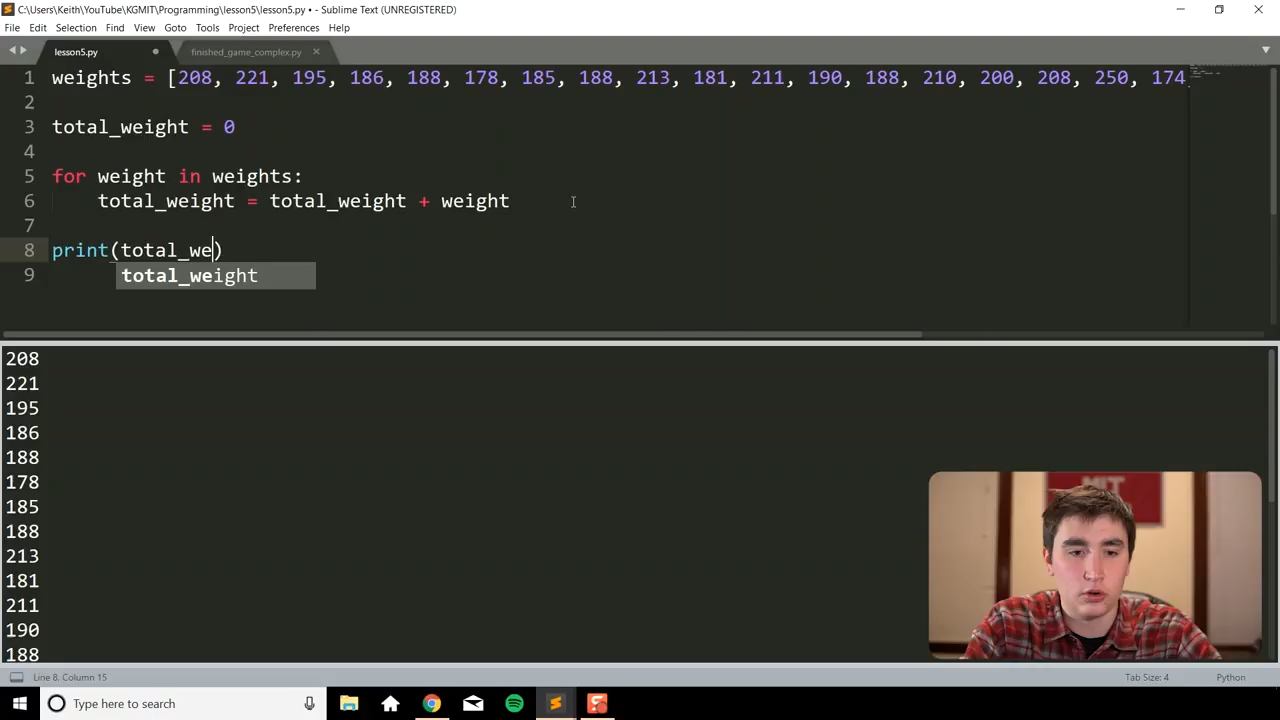 C:\Users\Keith\YouTube\KGMIT\Programming\lesson5\lesson5.py • - Sublime Text (UNREGISTERED)
File Edit Selection Find View Goto Tools Project Preferences Help
lesson5.py finished_game_complex.py
1 weights = [208, 221, 195, 186, 188, 178, 185, 188, 213, 181, 211, 190, 188, 210, 200, 208, 250, 174
2
3 total_weight = 0
4
5 for weight in weights:
6 total_weight = total_weight + weight
7
8 print(total_we)
total_weight
9
208
221
195
186
188
178
185
188
213
181
211
190
188
MIT
Line 8, Column 15 Tab Size: 4 Python
Type here to search